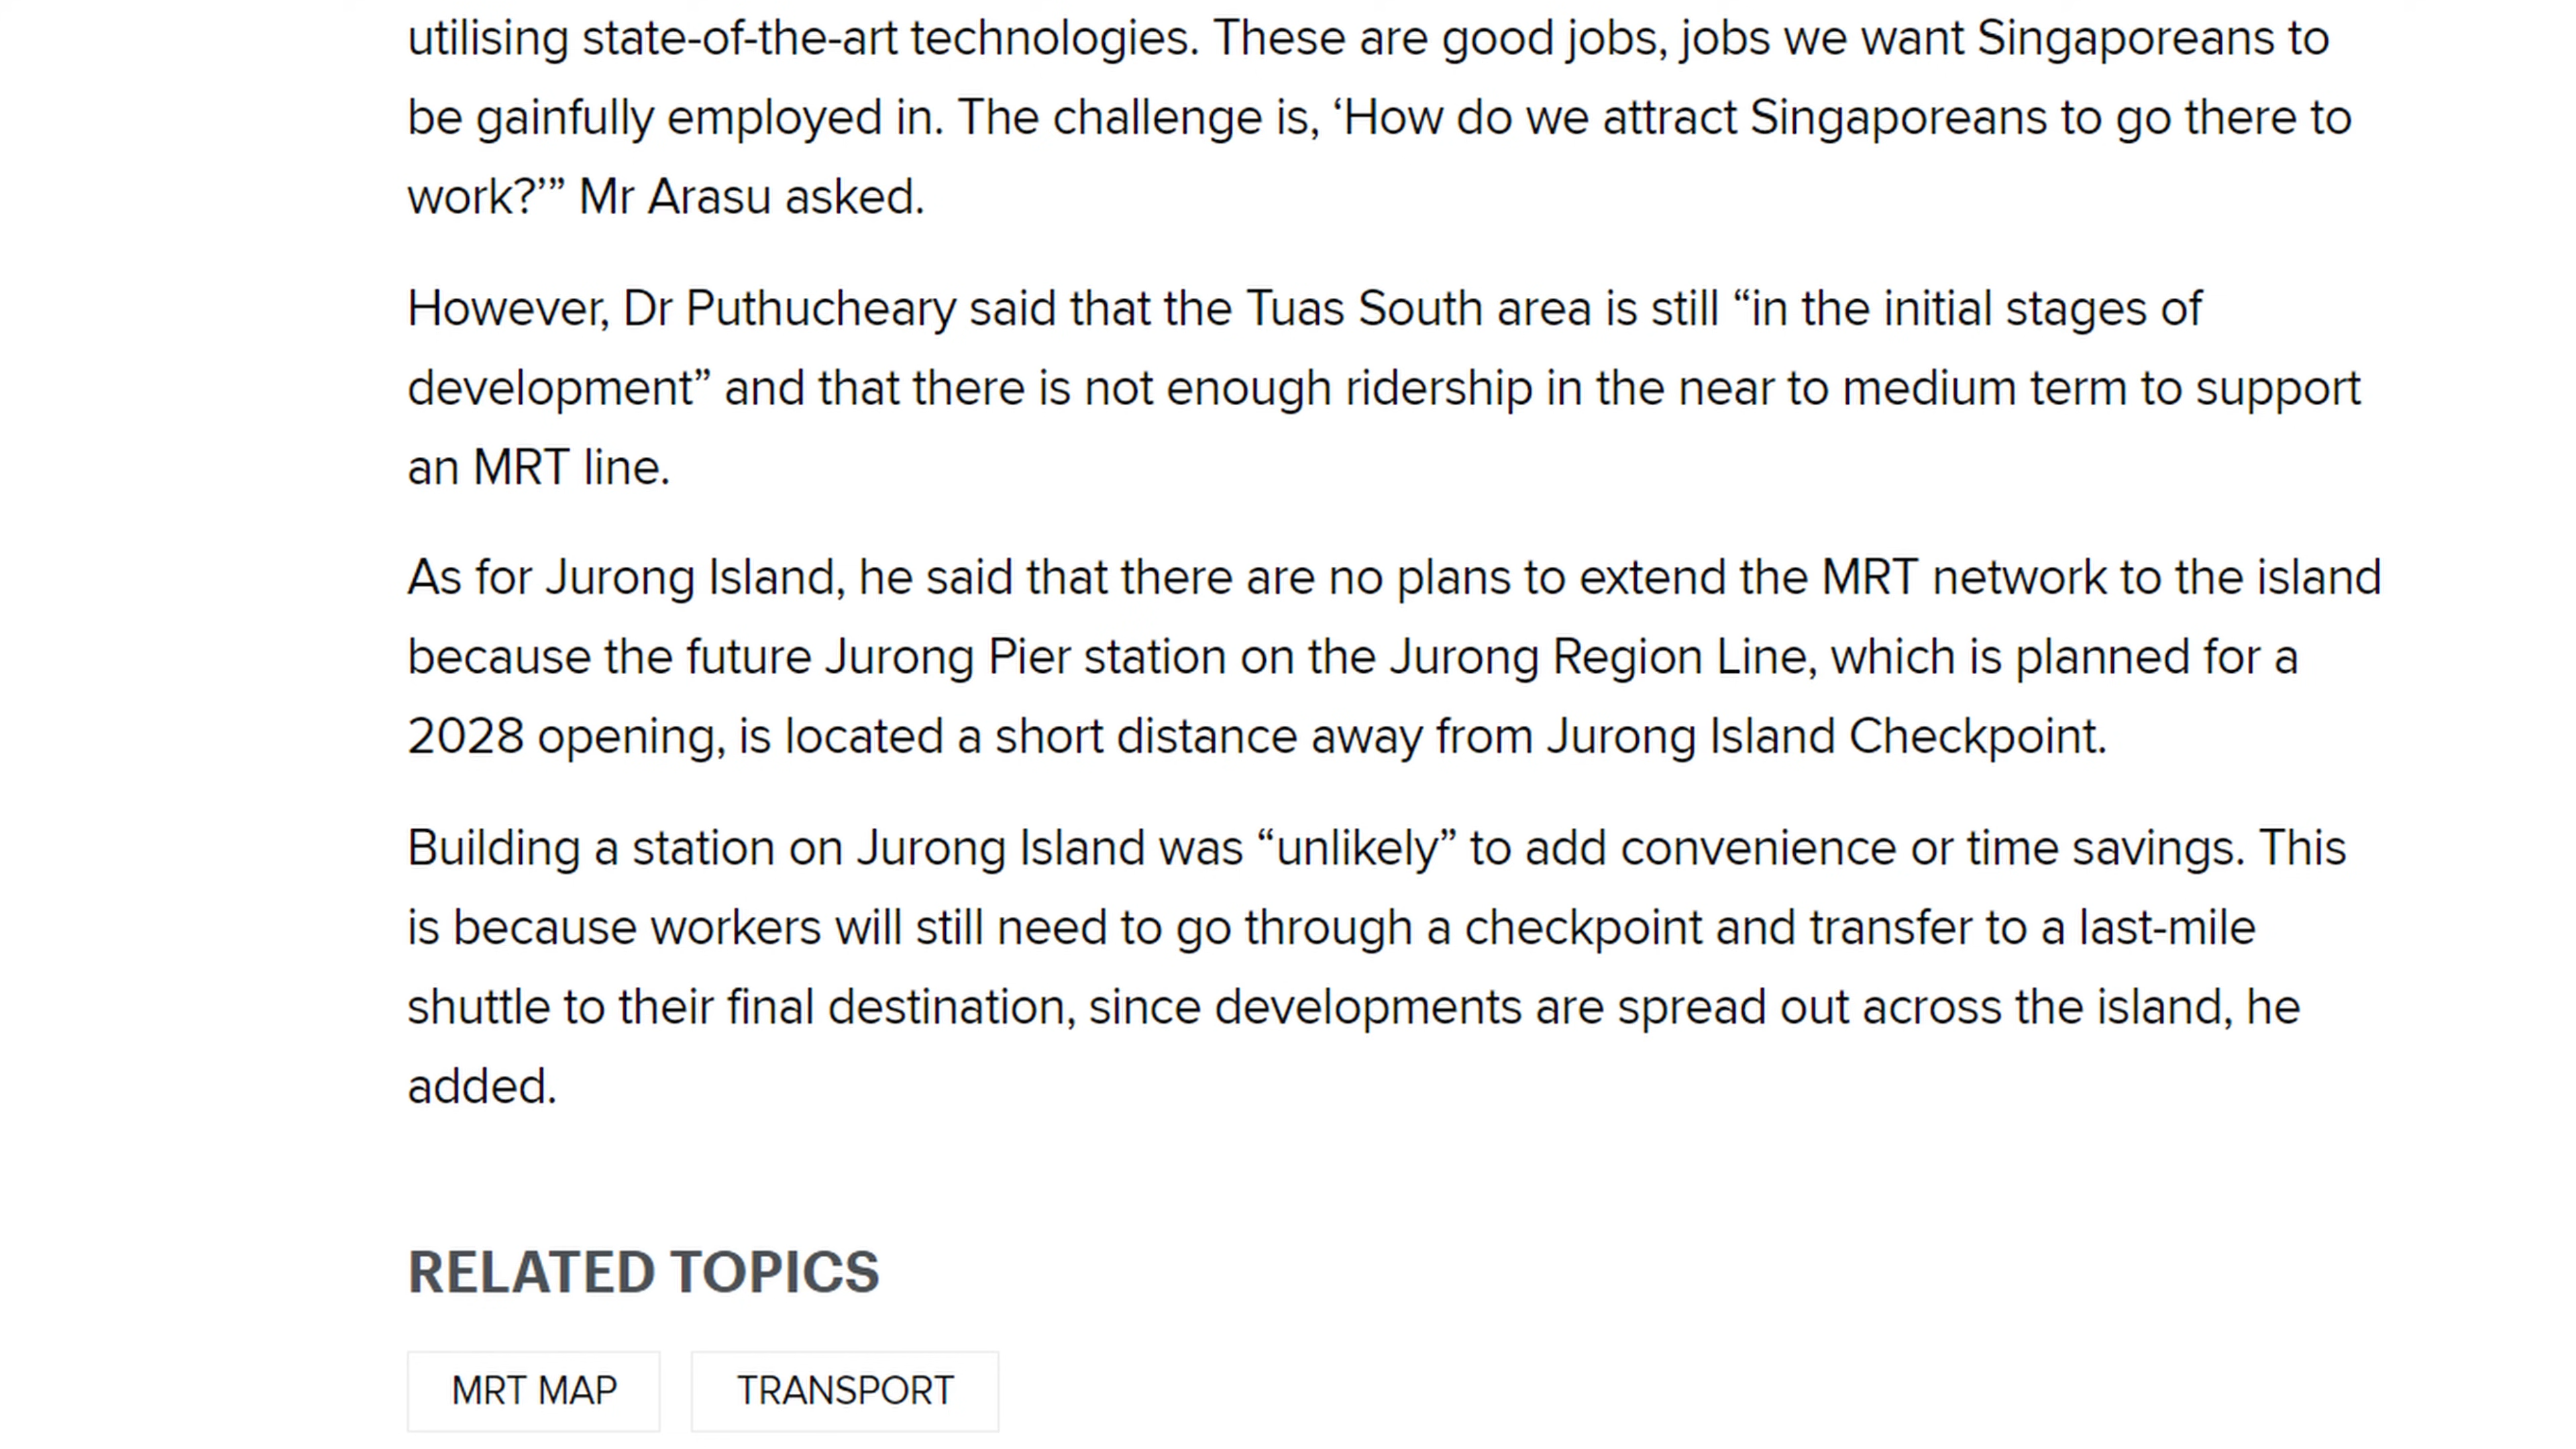 utilising state-of-the-art technologies. These are good jobs, jobs we want Singaporeans to
be gainfully employed in. The challenge is, ‘How do we attract Singaporeans to go there to
work?’” Mr Arasu asked.
However, Dr Puthucheary said that the Tuas South area is still “in the initial stages of
development” and that there is not enough ridership in the near to medium term to support
an MRT line.
As for Jurong Island, he said that there are no plans to extend the MRT network to the island
because the future Jurong Pier station on the Jurong Region Line, which is planned for a
2028 opening, is located a short distance away from Jurong Island Checkpoint.
Building a station on Jurong Island was “unlikely” to add convenience or time savings. This
is because workers will still need to go through a checkpoint and transfer to a last-mile
shuttle to their final destination, since developments are spread out across the island, he
added.
RELATED TOPICS
MRT MAP TRANSPORT